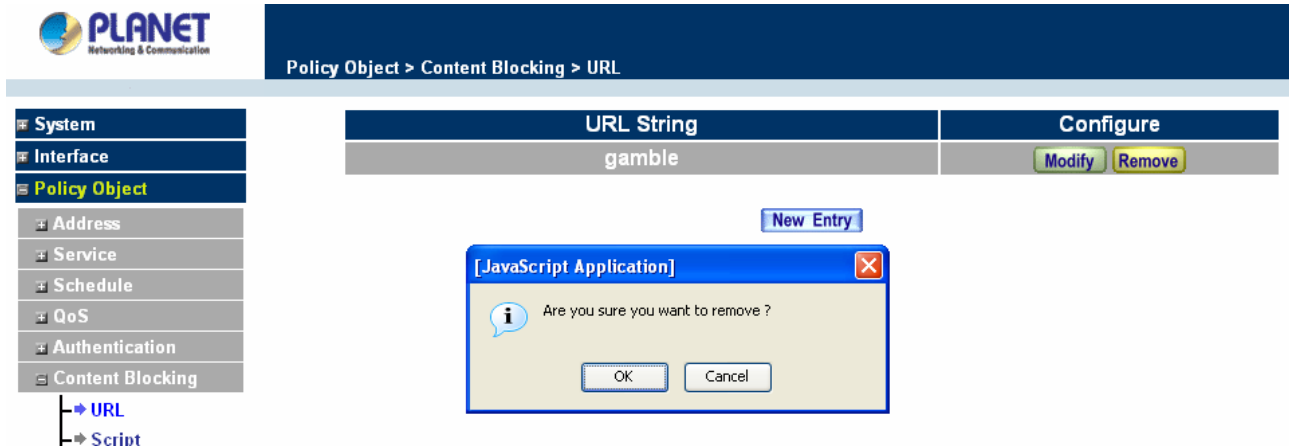 PLANET
Networking & Communication
Policy Object > Content Blocking > URL
System
Interface
Policy Object
Address
Service
Schedule
QoS
Authentication
Content Blocking
URL
Script
URL String Configure
gamble Modify Remove
New Entry
[JavaScript Application]
Are you sure you want to remove ?
OK Cancel